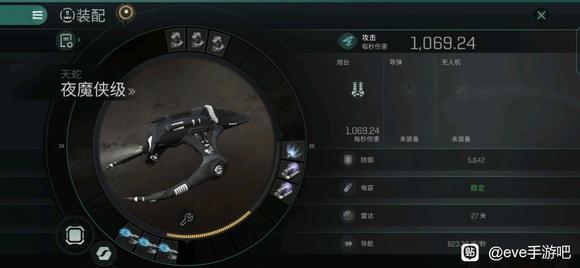 装配
天蛇
夜魔侠级»
攻击
每秒伤害
1,069.24
炮台 导弹 无人机
1,069.24
每秒伤害 未装备 未装备
防御 5,642
电容 稳定
雷达 27 米
导航
贴 @eve手游吧